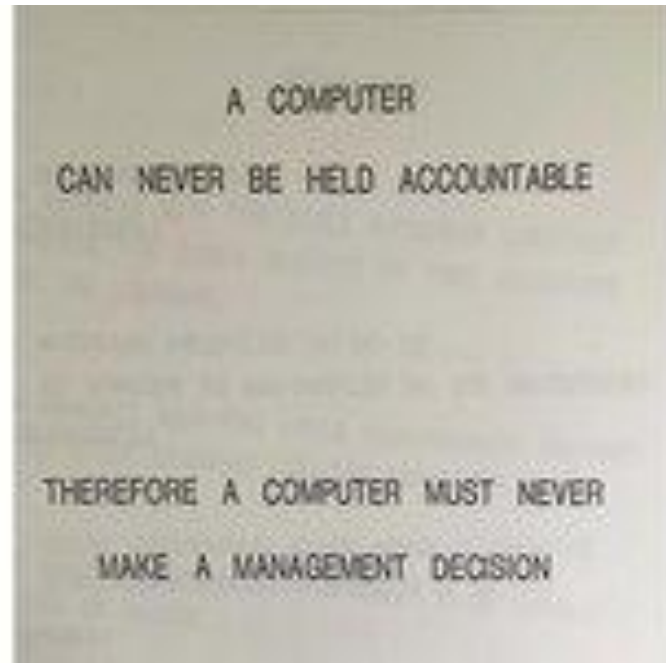 A COMPUTER
CAN NEVER BE HELD ACCOUNTABLE
THEREFORE A COMPUTER MUST NEVER
MAKE A MANAGEMENT DECISION